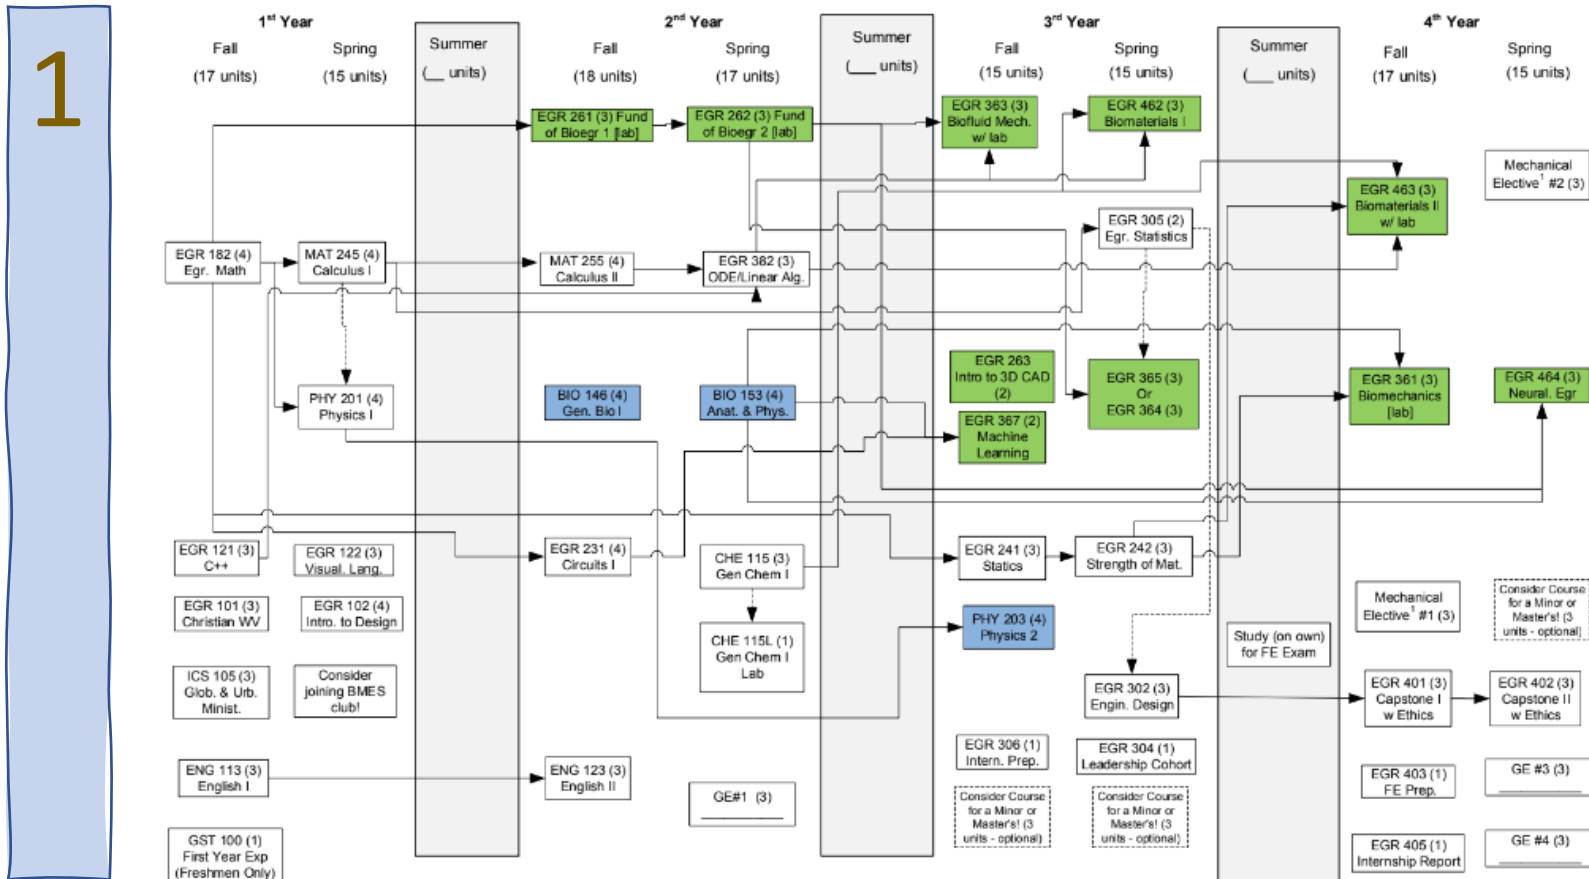 1
1st Year
Fall
(17 units)
Spring
(15 units)
Summer
(__ units)
2nd Year
Fall
(18 units)
Spring
(17 units)
Summer
(___ units)
3rd Year
Fall
(15 units)
Spring
(15 units)
Summer
(___ units)
4th Year
Fall
(17 units)
Spring
(15 units)
EGR 261 (3) Fund
of Bioegr 1 [lab]
EGR 262 (3) Fund
of Bioegr 2 [lab]
EGR 363 (3)
Biofluid Mech.
w/ lab
EGR 462 (3)
Biomaterials I
EGR 463 (3)
Biomaterials II
w/ lab
Mechanical
Elective1 #2 (3)
EGR 182 (4)
Egr. Math
MAT 245 (4)
Calculus I
MAT 255 (4)
Calculus II
EGR 382 (3)
ODE/Linear Alg.
EGR 305 (2)
Egr. Statistics
PHY 201 (4)
Physics I
BIO 146 (4)
Gen. Bio I
BIO 153 (4)
Anat. & Phys.
EGR 263
Intro to 3D CAD
(2)
EGR 367 (2)
Machine
Learning
EGR 365 (3)
Or
EGR 364 (3)
EGR 361 (3)
Biomechanics
[lab]
EGR 464 (3)
Neural. Egr
EGR 121 (3)
C++
EGR 122 (3)
Visual. Lang.
EGR 231 (4)
Circuits I
CHE 115 (3)
Gen Chem I
EGR 241 (3)
Statics
EGR 242 (3)
Strength of Mat.
EGR 101 (3)
Christian WV
EGR 102 (4)
Intro. to Design
CHE 115L (1)
Gen Chem I
Lab
PHY 203 (4)
Physics 2
Study (on own)
for FE Exam
Mechanical
Elective1 #1 (3)
Consider Course
for a Minor or
Master's! (3
units - optional)
ICS 105 (3)
Glob. & Urb.
Minist.
Consider
joining BMES
club!
EGR 302 (3)
Engin. Design
EGR 401 (3)
Capstone I
w Ethics
EGR 402 (3)
Capstone II
w Ethics
ENG 113 (3)
English I
ENG 123 (3)
English II
GE#1 (3)
EGR 306 (1)
Intern. Prep.
EGR 304 (1)
Leadership Cohort
EGR 403 (1)
FE Prep.
GE #3 (3)
Consider Course
for a Minor or
Master's! (3
units - optional)
Consider Course
for a Minor or
Master's! (3
units - optional)
GST 100 (1)
First Year Exp
(Freshmen Only)
EGR 405 (1)
Internship Report
GE #4 (3)